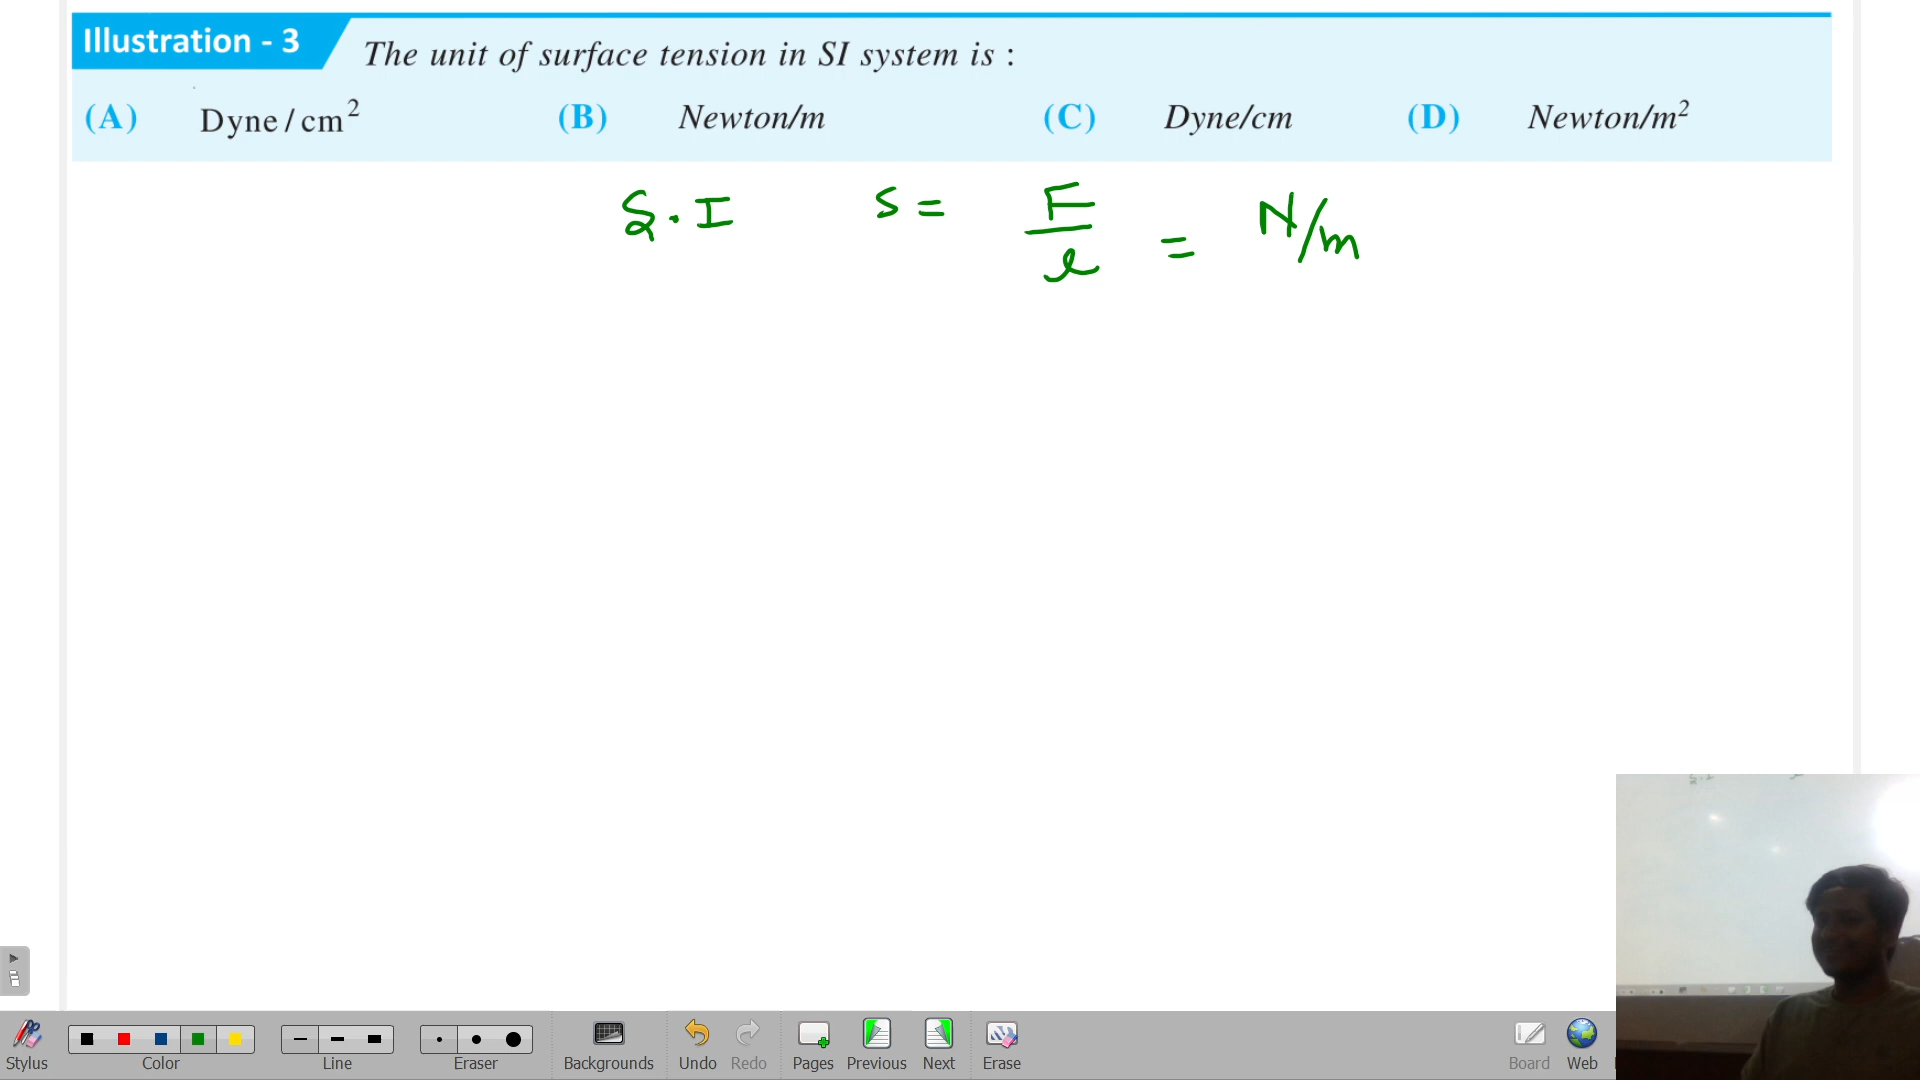 Illustration - 3
The unit of surface tension in SI system is :
(A) Dyne / cm² (B) Newton/m (C) Dyne/cm (D) Newton/m²
S.I S = F/l = N/m
Stylus Color Line Eraser Backgrounds Undo Redo Pages Previous Next Erase Board Web